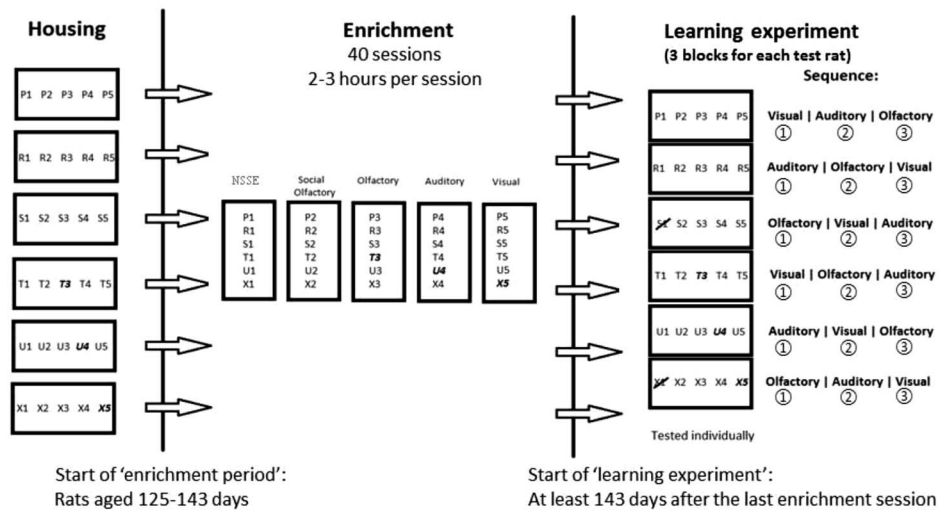 Housing
P1 P2 P3 P4 P5
R1 R2 R3 R4 R5
S1 S2 S3 S4 S5
T1 T2 T3 T4 T5
U1 U2 U3 U4 U5
X1 X2 X3 X4 X5
Start of 'enrichment period':
Rats aged 125-143 days
Enrichment
40 sessions
2-3 hours per session
NSSE
P1
R1
S1
T1
U1
X1
Social
Olfactory
P2
R2
S2
T2
U2
X2
Olfactory
P3
R3
S3
T3
U3
X3
Auditory
P4
R4
S4
T4
U4
X4
Visual
P5
R5
S5
T5
U5
X5
Learning experiment
(3 blocks for each test rat)
Sequence:
P1 P2 P3 P4 P5 Visual | Auditory | Olfactory
① ② ③
R1 R2 R3 R4 R5 Auditory | Olfactory | Visual
① ② ③
S1 S2 S3 S4 S5 Olfactory | Visual | Auditory
① ② ③
T1 T2 T3 T4 T5 Visual | Olfactory | Auditory
① ② ③
U1 U2 U3 U4 U5 Auditory | Visual | Olfactory
① ② ③
X1 X2 X3 X4 X5 Olfactory | Auditory | Visual
① ② ③
Tested individually
Start of 'learning experiment':
At least 143 days after the last enrichment session